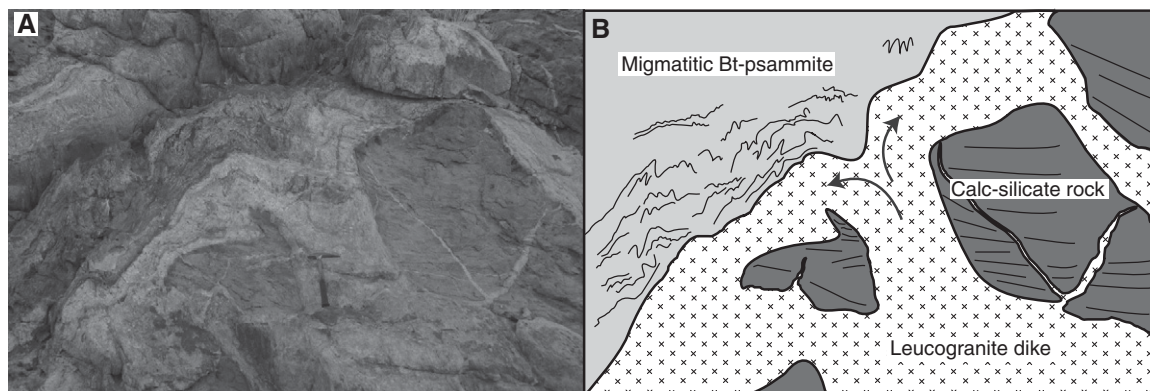 A
B
Migmatitic Bt-psammite
Calc-silicate rock
Leucogranite dike